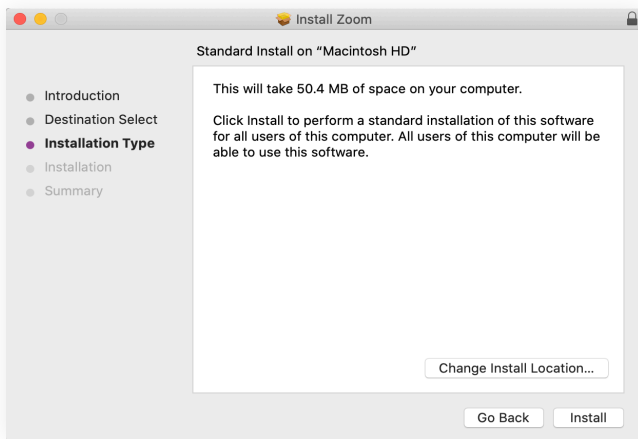 Install Zoom
Standard Install on “Macintosh HD”
Introduction
Destination Select
Installation Type
Installation
Summary
This will take 50.4 MB of space on your computer.
Click Install to perform a standard installation of this software
for all users of this computer. All users of this computer will be
able to use this software.
Change Install Location...
Go Back
Install